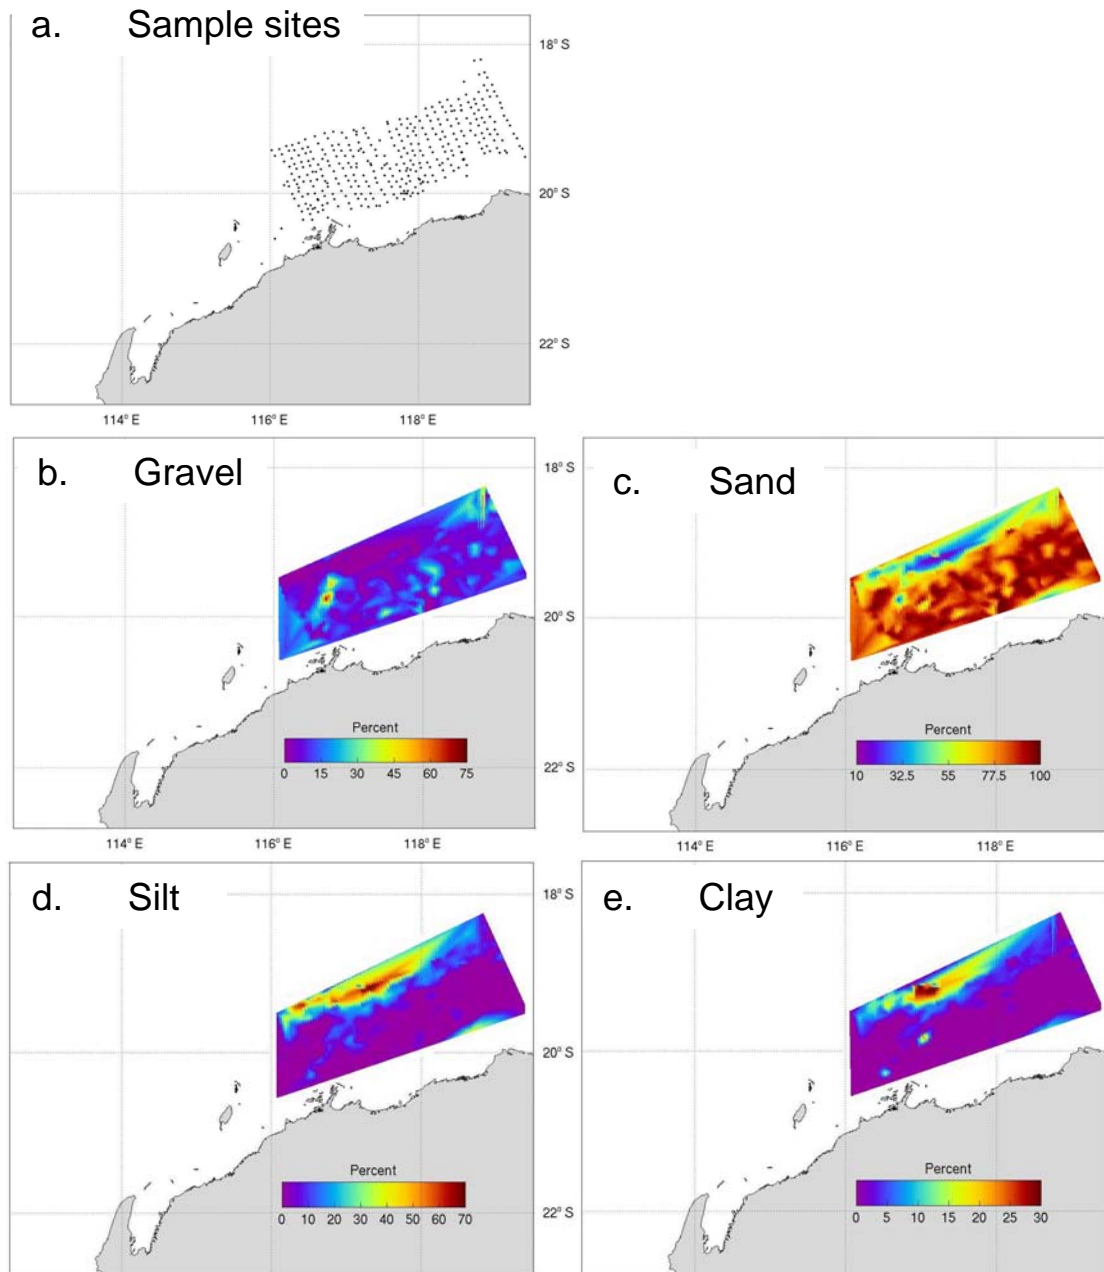 a. Sample sites
18° S
20° S
22° S
114° E 116° E 118° E
b. Gravel
18° S
20° S
22° S
Percent
0 15 30 45 60 75
114° E 116° E 118° E
c. Sand
Percent
10 32.5 55 77.5 100
114° E 116° E 118° E
d. Silt
18° S
20° S
22° S
Percent
0 10 20 30 40 50 60 70
e. Clay
Percent
0 5 10 15 20 25 30